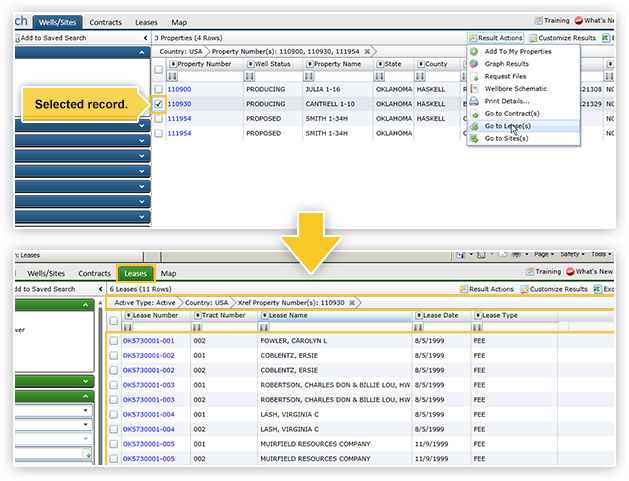 ch Wells/Sites Contracts Leases Map Training What's New
Add to Saved Search 3 Properties (4 Rows) Result Actions Customize Results
Country: USA Property Number(s): 110900, 110930, 111954
Property Number Well Status Property Name State County
110900 PRODUCING JULIA 1-16 OKLAHOMA HASKELL .21308 NC
110930 PRODUCING CANTRELL 1-10 OKLAHOMA HASKELL .21329 NC
111954 PROPOSED SMITH 1-34H OKLAHOMA
111954 PROPOSED SMITH 1-34H OKLAHOMA
Add To My Properties
Graph Results
Request Files
Wellbore Schematic
Print Details...
Go to Contract(s)
Go to Lease(s)
Go to Sites(s)
Selected record.
: Leases Page Safety Tools
Wells/Sites Contracts Leases Map Training What's New
Add to Saved Search 6 Leases (11 Rows) Result Actions Customize Results Exc
Active Type: Active Country: USA Xref Property Number(s): 110930
Lease Number Tract Number Lease Name Lease Date Lease Type
wer
OK5730001-001 002 FOWLER, CAROLYN L 8/5/1999 FEE
OK5730001-002 001 COBLENTZ, ERSIE 8/5/1999 FEE
OK5730001-002 002 COBLENTZ, ERSIE 8/5/1999 FEE
OK5730001-003 001 ROBERTSON, CHARLES DON & BILLIE LOU, HW 8/5/1999 FEE
OK5730001-003 002 ROBERTSON, CHARLES DON & BILLIE LOU, HW 8/5/1999 FEE
OK5730001-004 001 LASH, VIRGINIA C 8/5/1999 FEE
OK5730001-004 002 LASH, VIRGINIA C 8/5/1999 FEE
OK5730001-005 001 MUIRFIELD RESOURCES COMPANY 11/9/1999 FEE
OK5730001-005 002 MUIRFIELD RESOURCES COMPANY 11/9/1999 FEE